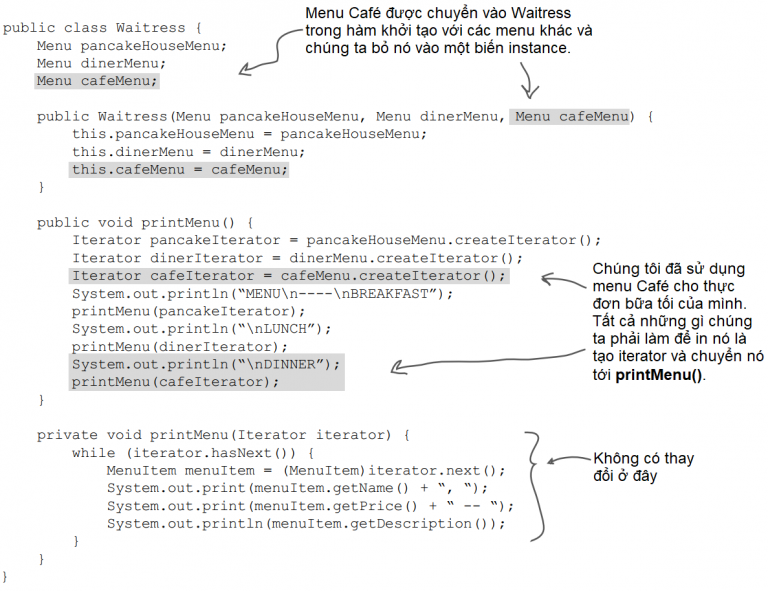 Menu Café được chuyển vào Waitress
trong hàm khởi tạo với các menu khác và
chúng ta bỏ nó vào một biến instance.
public class Waitress {
Menu pancakeHouseMenu;
Menu dinerMenu;
Menu cafeMenu;
public Waitress(Menu pancakeHouseMenu, Menu dinerMenu, Menu cafeMenu) {
this.pancakeHouseMenu = pancakeHouseMenu;
this.dinerMenu = dinerMenu;
this.cafeMenu = cafeMenu;
}
public void printMenu() {
Iterator pancakeIterator = pancakeHouseMenu.createIterator();
Iterator dinerIterator = dinerMenu.createIterator();
Iterator cafeIterator = cafeMenu.createIterator();
System.out.println(“MENU\n----\nBREAKFAST”);
printMenu(pancakeIterator);
System.out.println(“\nLUNCH”);
printMenu(dinerIterator);
System.out.println(“\nDINNER”);
printMenu(cafeIterator);
}
Chúng tôi đã sử dụng
menu Café cho thực
đơn bữa tối của mình.
Tất cả những gì chúng
ta phải làm để in nó là
tạo iterator và chuyển nó
tới printMenu().
private void printMenu(Iterator iterator) {
while (iterator.hasNext()) {
MenuItem menuItem = (MenuItem)iterator.next();
System.out.print(menuItem.getName() + “, “);
System.out.print(menuItem.getPrice() + “ -- “);
System.out.println(menuItem.getDescription());
}
}
}
Không có thay
đổi ở đây